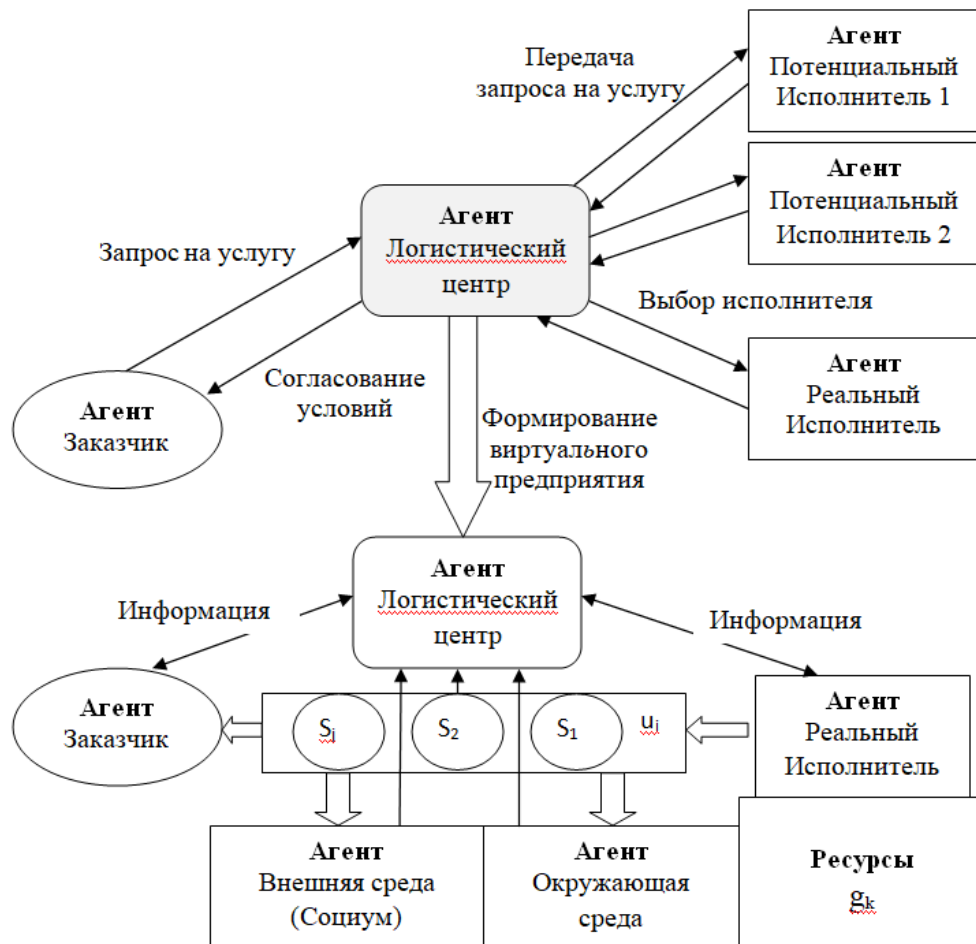 Агент
Потенциальный
Исполнитель 1
Передача
запроса на услугу
Агент
Потенциальный
Исполнитель 2
Агент
Логистический
центр
Запрос на услугу
Выбор исполнителя
Агент
Реальный
Исполнитель
Согласование
условий
Агент
Заказчик
Формирование
виртуального
предприятия
Агент
Логистический
центр
Информация
Информация
Агент
Заказчик
Sj S2 S1 uj
Агент
Реальный
Исполнитель
Агент
Внешняя среда
(Социум)
Агент
Окружающая
среда
Ресурсы
gk